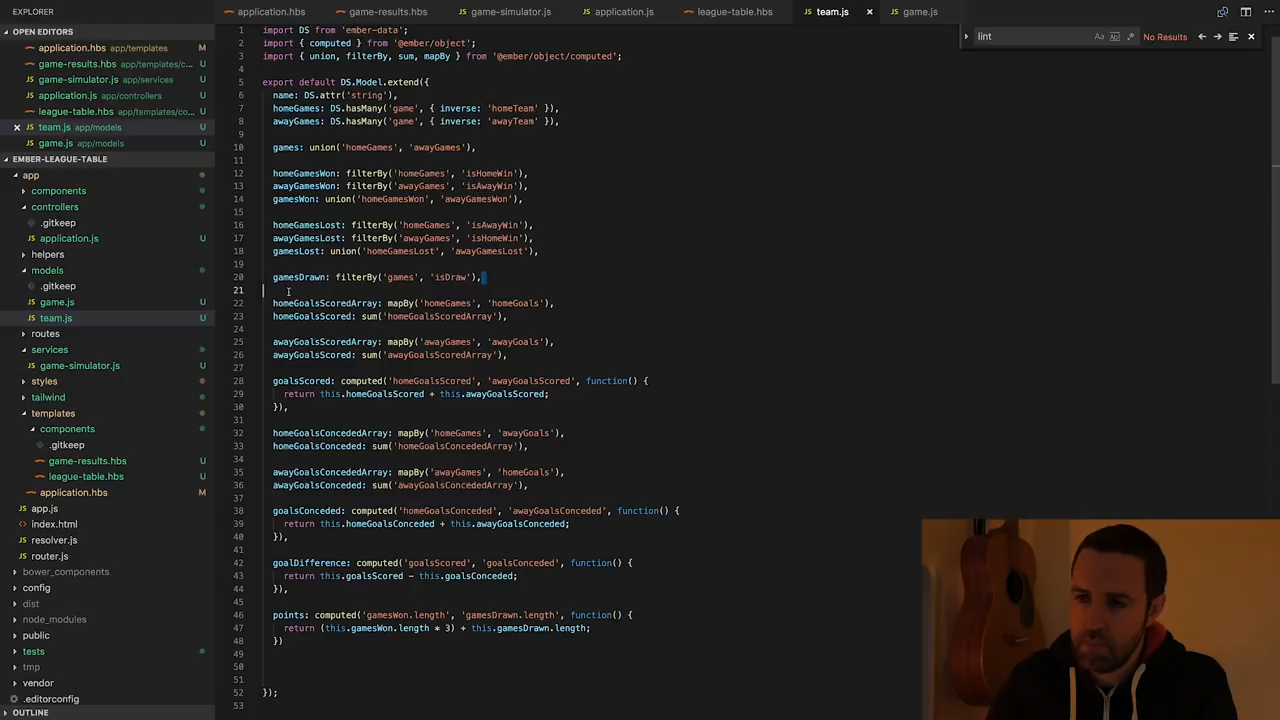 application.hbs
game-results.hbs
game-simulator.js
application.js
league-table.hbs
team.js
game.js
OPEN EDITORS
application.hbs app/templates M
game-results.hbs app/templates/c... U
game-simulator.js app/services U
application.js app/controllers U
league-table.hbs app/templates/co... U
team.js app/models U
game.js app/models U
EMBER-LEAGUE-TABLE
app
components
controllers
.gitkeep
application.js U
helpers
models
.gitkeep
game.js U
team.js U
routes
services
game-simulator.js U
styles
tailwind
templates
components
.gitkeep
game-results.hbs U
league-table.hbs U
application.hbs M
app.js
index.html
resolver.js
router.js
bower_components
config
dist
node_modules
public
tests
tmp
vendor
.editorconfig
OUTLINE
lint
No Results
1 import DS from 'ember-data';
2 import { computed } from '@ember/object';
3 import { union, filterBy, sum, mapBy } from '@ember/object/computed';
4
5 export default DS.Model.extend({
6 name: DS.attr('string'),
7 homeGames: DS.hasMany('game', { inverse: 'homeTeam' }),
8 awayGames: DS.hasMany('game', { inverse: 'awayTeam' }),
9
10 games: union('homeGames', 'awayGames'),
11
12 homeGamesWon: filterBy('homeGames', 'isHomeWin'),
13 awayGamesWon: filterBy('awayGames', 'isAwayWin'),
14 gamesWon: union('homeGamesWon', 'awayGamesWon'),
15
16 homeGamesLost: filterBy('homeGames', 'isAwayWin'),
17 awayGamesLost: filterBy('awayGames', 'isHomeWin'),
18 gamesLost: union('homeGamesLost', 'awayGamesLost'),
19
20 gamesDrawn: filterBy('games', 'isDraw'),
21
22 homeGoalsScoredArray: mapBy('homeGames', 'homeGoals'),
23 homeGoalsScored: sum('homeGoalsScoredArray'),
24
25 awayGoalsScoredArray: mapBy('awayGames', 'awayGoals'),
26 awayGoalsScored: sum('awayGoalsScoredArray'),
27
28 goalsScored: computed('homeGoalsScored', 'awayGoalsScored', function() {
29 return this.homeGoalsScored + this.awayGoalsScored;
30 }),
31
32 homeGoalsConcededArray: mapBy('homeGames', 'awayGoals'),
33 homeGoalsConceded: sum('homeGoalsConcededArray'),
34
35 awayGoalsConcededArray: mapBy('awayGames', 'homeGoals'),
36 awayGoalsConceded: sum('awayGoalsConcededArray'),
37
38 goalsConceded: computed('homeGoalsConceded', 'awayGoalsConceded', function() {
39 return this.homeGoalsConceded + this.awayGoalsConceded;
40 }),
41
42 goalDifference: computed('goalsScored', 'goalsConceded', function() {
43 return this.goalsScored - this.goalsConceded;
44 }),
45
46 points: computed('gamesWon.length', 'gamesDrawn.length', function() {
47 return (this.gamesWon.length * 3) + this.gamesDrawn.length;
48 })
49
50
51
52 });
53